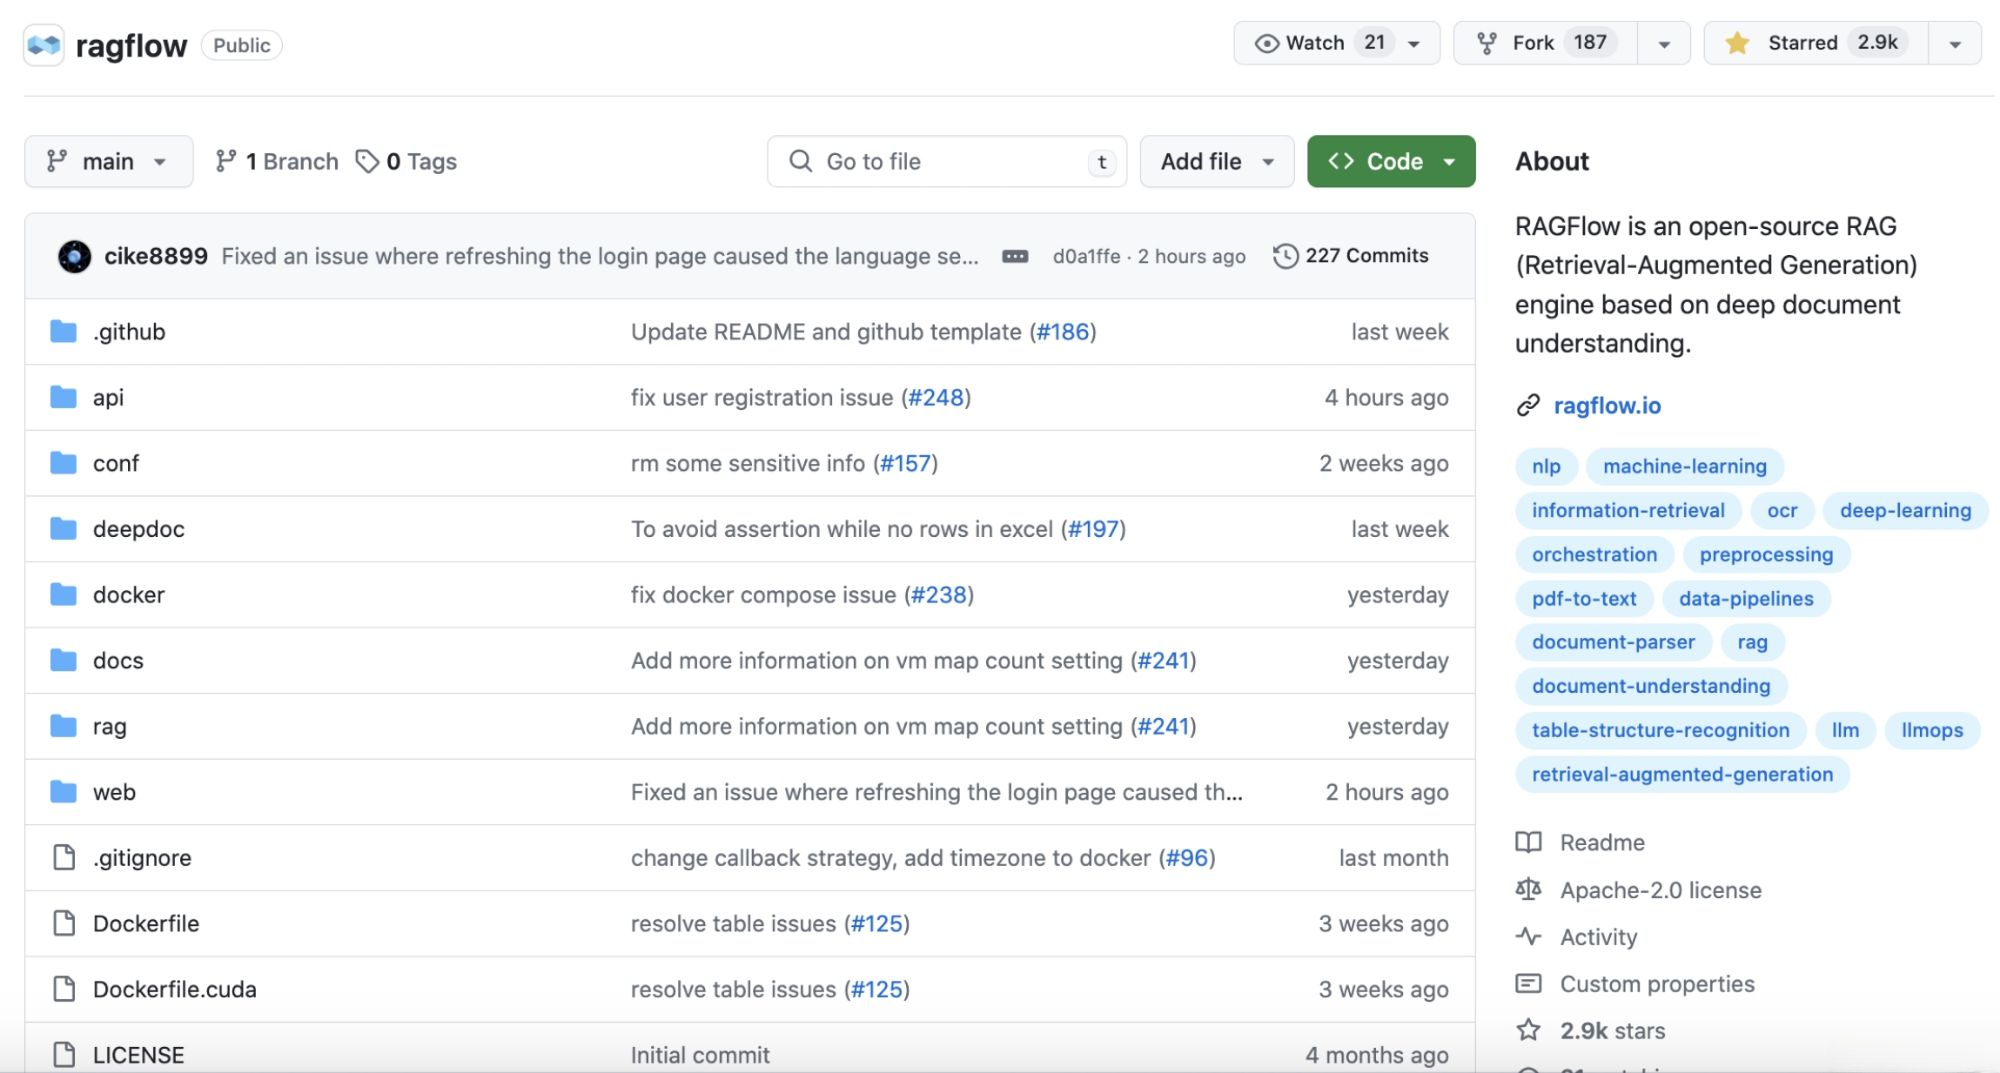 ragflow Public Watch 21 Fork 187 Starred 2.9k
main 1 Branch 0 Tags Go to file t Add file Code
cike8899 Fixed an issue where refreshing the login page caused the language se... d0a1ffe · 2 hours ago 227 Commits
.github Update README and github template (#186) last week
api fix user registration issue (#248) 4 hours ago
conf rm some sensitive info (#157) 2 weeks ago
deepdoc To avoid assertion while no rows in excel (#197) last week
docker fix docker compose issue (#238) yesterday
docs Add more information on vm map count setting (#241) yesterday
rag Add more information on vm map count setting (#241) yesterday
web Fixed an issue where refreshing the login page caused th... 2 hours ago
.gitignore change callback strategy, add timezone to docker (#96) last month
Dockerfile resolve table issues (#125) 3 weeks ago
Dockerfile.cuda resolve table issues (#125) 3 weeks ago
LICENSE Initial commit 4 months ago
About
RAGFlow is an open-source RAG
(Retrieval-Augmented Generation)
engine based on deep document
understanding.
ragflow.io
nlp machine-learning
information-retrieval ocr deep-learning
orchestration preprocessing
pdf-to-text data-pipelines
document-parser rag
document-understanding
table-structure-recognition llm llmops
retrieval-augmented-generation
Readme
Apache-2.0 license
Activity
Custom properties
2.9k stars